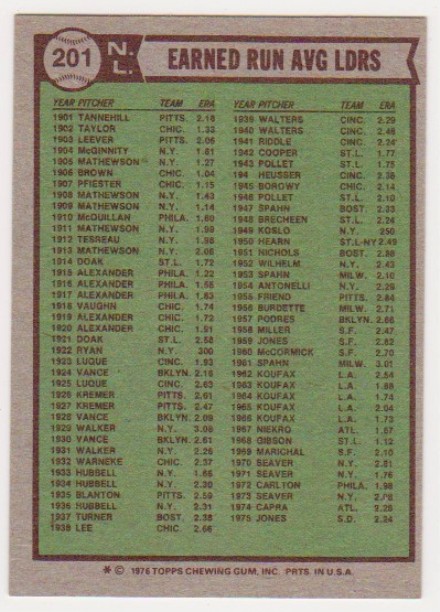 201 N.L. EARNED RUN AVG LDRS
YEAR PITCHER TEAM ERA
1901 TANNEHILL PITTS. 2.18
1902 TAYLOR CHIC. 1.33
1903 LEEVER PITTS. 2.06
1904 McGINNITY N.Y. 1.61
1905 MATHEWSON N.Y. 1.27
1906 BROWN CHIC. 1.04
1907 PFIESTER CHIC. 1.15
1908 MATHEWSON N.Y. 1.43
1909 MATHEWSON N.Y. 1.14
1910 McQUILLAN PHILA. 1.60
1911 MATHEWSON N.Y. 1.99
1912 TESREAU N.Y. 1.96
1913 MATHEWSON N.Y. 2.06
1914 DOAK ST.L. 1.72
1915 ALEXANDER PHILA. 1.22
1916 ALEXANDER PHILA. 1.55
1917 ALEXANDER PHILA. 1.83
1918 VAUGHN CHIC. 1.74
1919 ALEXANDER CHIC. 1.72
1920 ALEXANDER CHIC. 1.91
1921 DOAK ST.L. 2.58
1922 RYAN N.Y. 300
1923 LUQUE CINC. 1.93
1924 VANCE BKLYN. 2.16
1925 LUQUE CINC. 2.63
1926 KREMER PITTS. 2.61
1927 KREMER PITTS. 2.47
1928 VANCE BKLYN. 2.09
1929 WALKER N.Y. 3.08
1930 VANCE BKLYN. 2.61
1931 WALKER N.Y. 2.26
1932 WARNEKE CHIC. 2.37
1933 HUBBELL N.Y. 1.66
1934 HUBBELL N.Y. 2.30
1935 BLANTON PITTS. 2.59
1936 HUBBELL N.Y. 2.31
1937 TURNER BOST. 2.38
1938 LEE CHIC. 2.66
YEAR PITCHER TEAM ERA
1939 WALTERS CINC. 2.29
1940 WALTERS CINC. 2.48
1941 RIDDLE CINC. 2.24
1942 COOPER ST.L. 1.77
1943 POLLET ST.L. 1.75
194 HEUSSER CINC. 2.38
1945 BOROWY CHIC. 2.14
1946 POLLET ST.L. 2.10
1947 SPAHN BOST. 2.33
1948 BRECHEEN ST.L. 2.24
1949 KOSLO N.Y. 250
1950 HEARN ST.L-NY 2.49
1951 NICHOLS BOST. 2.88
1952 WILHELM N.Y. 2.43
1953 SPAHN MILW. 2.10
1954 ANTONELLI N.Y. 2.29
1955 FRIEND PITTS. 2.84
1956 BURDETTE MILW. 2.71
1957 PODRES BKLYN. 2.66
1958 MILLER S.F. 2.47
1959 JONES S.F. 2.82
1960 McCORMICK S.F. 2.70
1961 SPAHN MILW. 3.01
1962 KOUFAX L.A. 2.54
1963 KOUFAX L.A. 1.88
1964 KOUFAX L.A. 1.74
1965 KOUFAX L.A. 2.04
1966 KOUFAX L.A. 1.73
1967 NIEKRO ATL. 1.87
1968 GIBSON ST.L. 1.12
1969 MARICHAL S.F. 2.10
1970 SEAVER N.Y. 2.81
1971 SEAVER N.Y. 1.76
1972 CARLTON PHILA. 1.98
1973 SEAVER N.Y. 2.08
1974 CAPRA ATL. 2.28
1975 JONES S.D. 2.24
* © 1976 TOPPS CHEWING GUM, INC. PRTS. IN U.S.A.